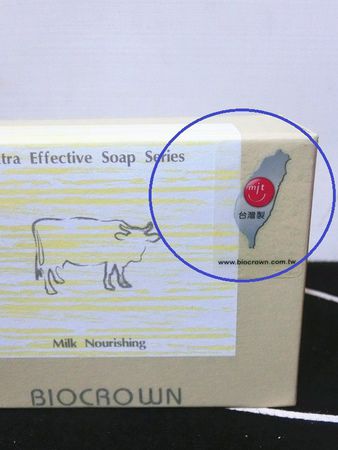 tra Effective Soap Series
mit
台灣製
www.biocrown.com.tw
Milk Nourishing
BIOCROWN